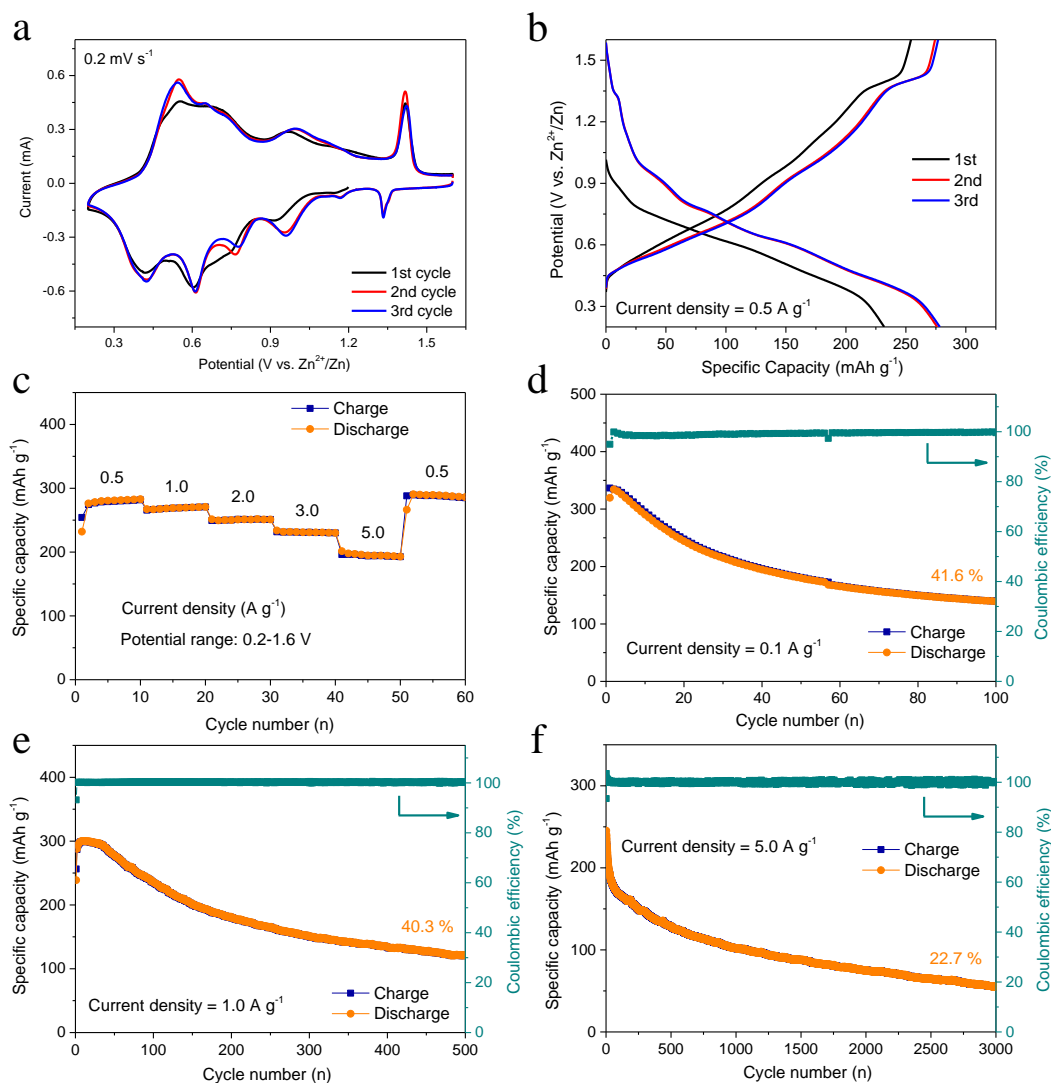 a
0.2 mV s⁻¹
0.6
0.3
0.0
-0.3
-0.6
Current (mA)
1st cycle
2nd cycle
3rd cycle
0.3
0.6
0.9
1.2
1.5
Potential (V vs. Zn²⁺/Zn)
b
1.5
1.2
0.9
0.6
0.3
Potential (V vs. Zn²⁺/Zn)
1st
2nd
3rd
Current density = 0.5 A g⁻¹
0
50
100
150
200
250
300
Specific Capacity (mAh g⁻¹)
c
400
300
200
100
0
Specific capacity (mAh g⁻¹)
Charge
Discharge
0.5
1.0
2.0
3.0
5.0
0.5
Current density (A g⁻¹)
Potential range: 0.2-1.6 V
0
10
20
30
40
50
60
Cycle number (n)
d
500
400
300
200
100
0
Specific capacity (mAh g⁻¹)
41.6 %
Charge
Discharge
Current density = 0.1 A g⁻¹
100
80
60
40
20
0
Coulombic efficiency (%)
0
20
40
60
80
100
Cycle number (n)
e
400
300
200
100
0
Specific capacity (mAh g⁻¹)
40.3 %
Charge
Discharge
Current density = 1.0 A g⁻¹
100
80
60
40
20
0
Coulombic efficiency (%)
0
100
200
300
400
500
Cycle number (n)
f
300
200
100
0
Specific capacity (mAh g⁻¹)
Current density = 5.0 A g⁻¹
Charge
Discharge
22.7 %
100
80
60
40
20
0
Coulombic efficiency (%)
0
500
1000
1500
2000
2500
3000
Cycle number (n)